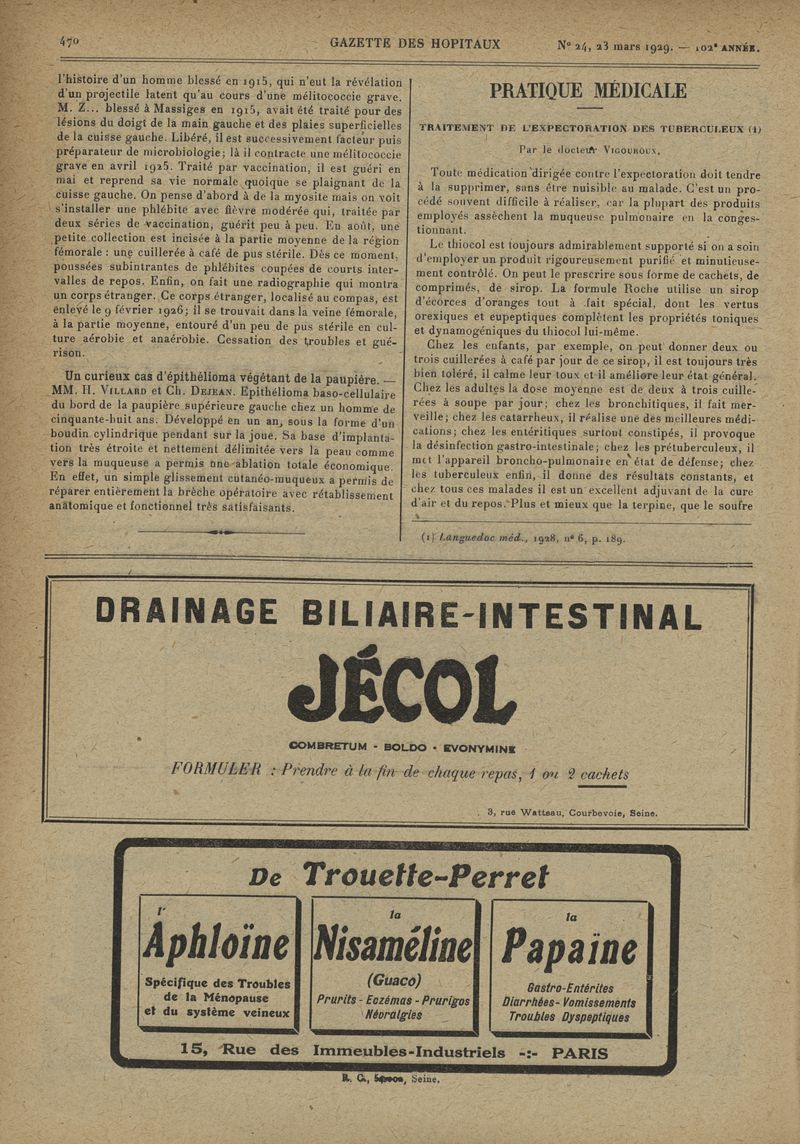 470
GAZETTE DES HOPITAUX
N° 24, 23 mars 1929. — 102e ANNÉE.
l'histoire d'un homme blessé en 1915, qui n'eut la révélation
d'un projectile latent qu'au cours d'une mélitococcie grave.
M. Z... blessé à Massiges en 1915, avait été traité pour des
lésions du doigt de la main gauche et des plaies superficielles
de la cuisse gauche. Libéré, il est successivement facteur puis
préparateur de microbiologie; là il contracte une mélitococcie
grave en avril 1925. Traité par vaccination, il est guéri en
mai et reprend sa vie normale quoique se plaignant de la
cuisse gauche. On pense d'abord à de la myosite mais on voit
s'installer une phlébite avec fièvre modérée qui, traitée par
deux séries de vaccination, guérit peu à peu. En août, une
petite collection est incisée à la partie moyenne de la région
fémorale : une cuillerée à café de pus stérile. Dès ce moment,
poussées subintrantes de phlébites coupées de courts inter-
valles de repos. Enfin, on fait une radiographie qui montra
un corps étranger. Ce corps étranger, localisé au compas, est
enlevé le 9 février 1926; il se trouvait dans la veine fémorale,
à la partie moyenne, entouré d'un peu de pus stérile en cul-
ture aérobie et anaérobie. Cessation des troubles et gué-
rison.
Un curieux cas d'épithélioma végétant de la paupière. —
MM. H. VILLARD et Ch. DEJEAN. Epithélioma baso-cellulaire
du bord de la paupière supérieure gauche chez un homme de
cinquante-huit ans. Développé en un an, sous la forme d'un
boudin cylindrique pendant sur la joue. Sa base d'implanta-
tion très étroite et nettement délimitée vers la peau comme
vers la muqueuse a permis une ablation totale économique.
En effet, un simple glissement cutanéo-muqueux a permis de
réparer entièrement la brèche opératoire avec rétablissement
anatomique et fonctionnel très satisfaisants.
PRATIQUE MÉDICALE
TRAITEMENT DE L'EXPECTORATION DES TUBERCULEUX (1)
Par le docteur VIGOUROUX.
Toute médication dirigée contre l'expectoration doit tendre
à la supprimer, sans être nuisible au malade. C'est un pro-
cédé souvent difficile à réaliser, car la plupart des produits
employés assèchent la muqueuse pulmonaire en la conges-
tionnant.
Le thiocol est toujours admirablement supporté si on a soin
d'employer un produit rigoureusement purifié et minutieuse-
ment contrôlé. On peut le prescrire sous forme de cachets, de
comprimés, de sirop. La formule Roche utilise un sirop
d'écorces d'oranges tout à fait spécial, dont les vertus
orexiques et eupeptiques complètent les propriétés toniques
et dynamogéniques du thiocol lui-même.
Chez les enfants, par exemple, on peut donner deux ou
trois cuillerées à café par jour de ce sirop, il est toujours très
bien toléré, il calme leur toux et il améliore leur état général.
Chez les adultes la dose moyenne est de deux à trois cuille-
rées à soupe par jour; chez les bronchitiques, il fait mer-
veille; chez les catarrheux, il réalise une des meilleures médi-
cations; chez les entéritiques surtout constipés, il provoque
la désinfection gastro-intestinale; chez les prétuberculeux, il
met l'appareil broncho-pulmonaire en état de défense; chez
les tuberculeux enfin, il donne des résultats constants, et
chez tous ces malades il est un excellent adjuvant de la cure
d'air et du repos. Plus et mieux que la terpine, que le soufre
(1) Languedoc méd., 1928, n° 6, p. 189.
DRAINAGE BILIAIRE-INTESTINAL
JÉCOL
COMBRETUM - BOLDO - EVONYMINE
FORMULER : Prendre à la fin de chaque repas, 1 ou 2 cachets
3, rue Watteau, Courbevoie, Seine.
De Trouette-Perret
l'
Aphloïne
Spécifique des Troubles
de la Ménopause
et du système veineux
la
Nisaméline
(Guaco)
Prurits - Eczémas - Prurigos
Névralgies
la
Papaïne
Gastro-Entérites
Diarrhées - Vomissements
Troubles Dyspeptiques
15, Rue des Immeubles-Industriels -:- PARIS
R. C., Seine.